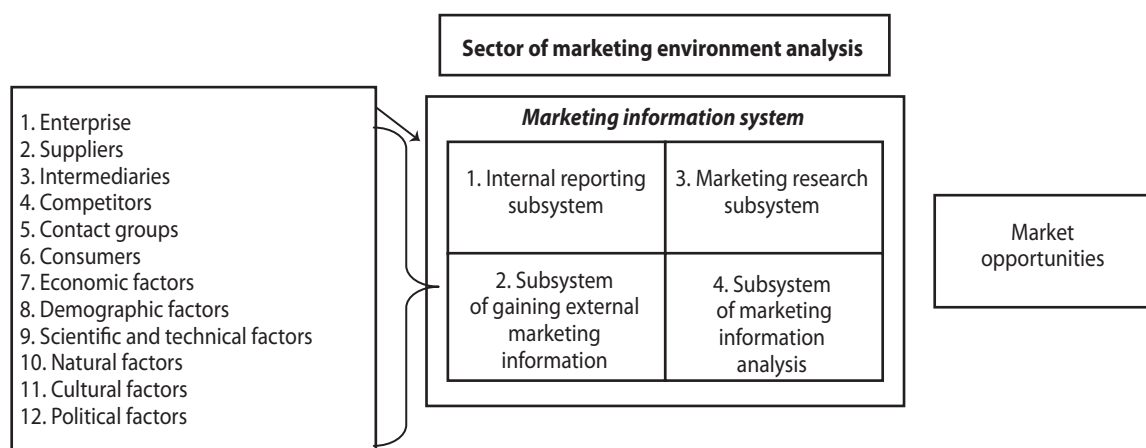 Sector of marketing environment analysis
1. Enterprise
2. Suppliers
3. Intermediaries
4. Competitors
5. Contact groups
6. Consumers
7. Economic factors
8. Demographic factors
9. Scientific and technical factors
10. Natural factors
11. Cultural factors
12. Political factors
Marketing information system
1. Internal reporting
subsystem
3. Marketing research
subsystem
2. Subsystem
of gaining external
marketing
information
4. Subsystem
of marketing
information
analysis
Market
opportunities